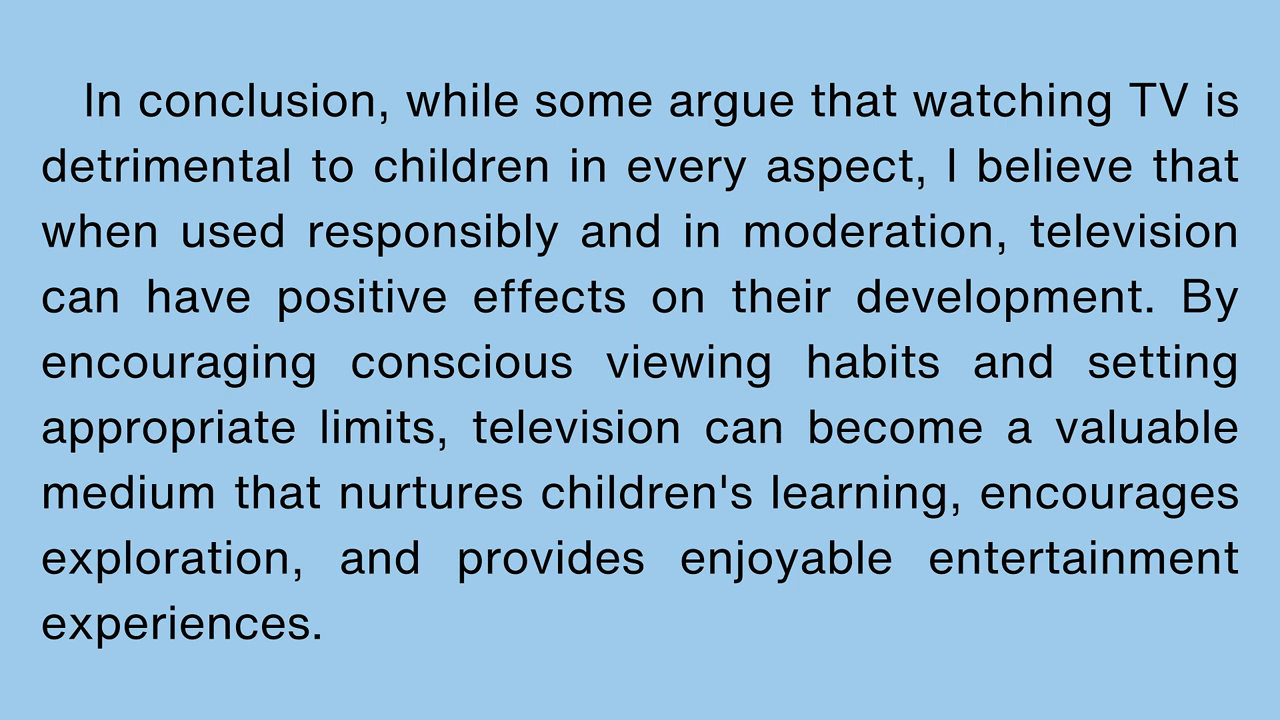 In conclusion, while some argue that watching TV is
detrimental to children in every aspect, I believe that
when used responsibly and in moderation, television
can have positive effects on their development. By
encouraging conscious viewing habits and setting
appropriate limits, television can become a valuable
medium that nurtures children's learning, encourages
exploration, and provides enjoyable entertainment
experiences.